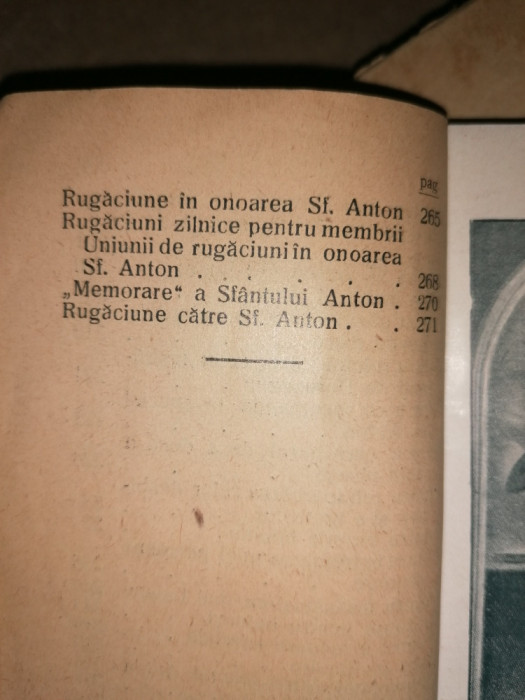 pag
Rugăciune în onoarea Sf. Anton 265
Rugăciuni zilnice pentru membrii
Uniunii de rugăciuni în onoarea
Sf. Anton . . . . . . 268
„Memorare“ a Sfântului Anton . 270
Rugăciune către Sf. Anton . . 271